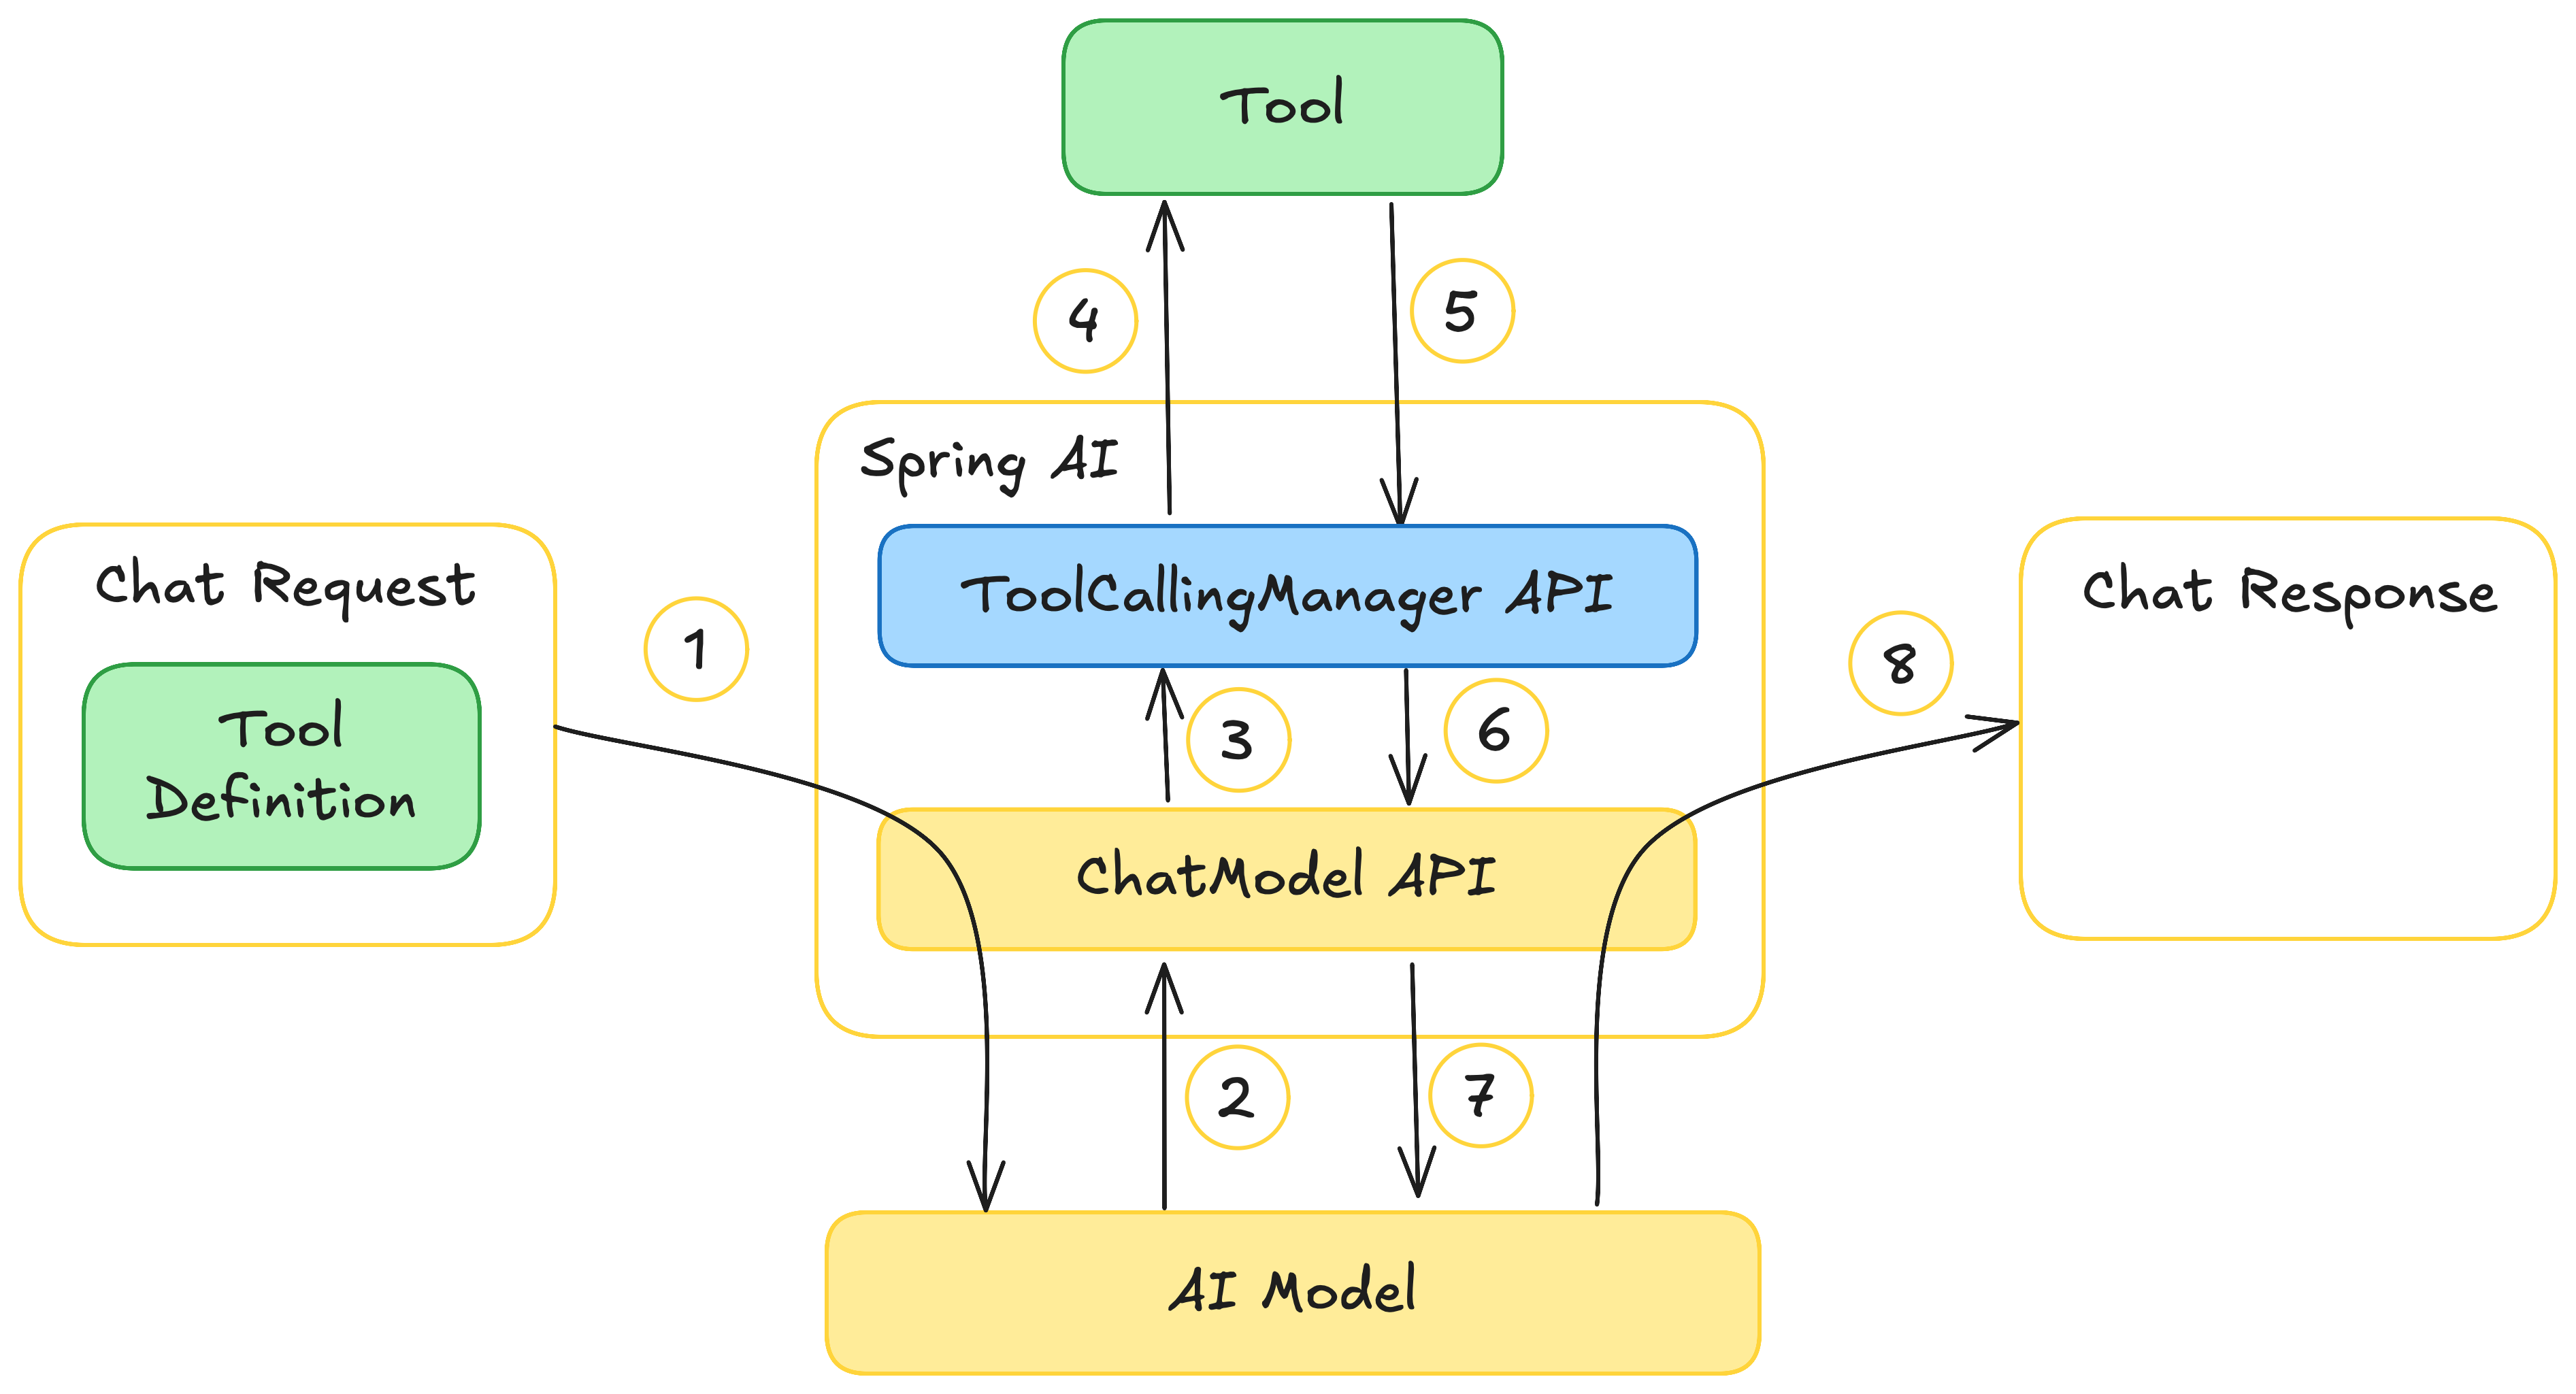 Tool
4
5
Spring AI
Chat Request
1
ToolCallingManager API
Chat Response
8
Tool
Definition
3
6
ChatModel API
2
7
AI Model